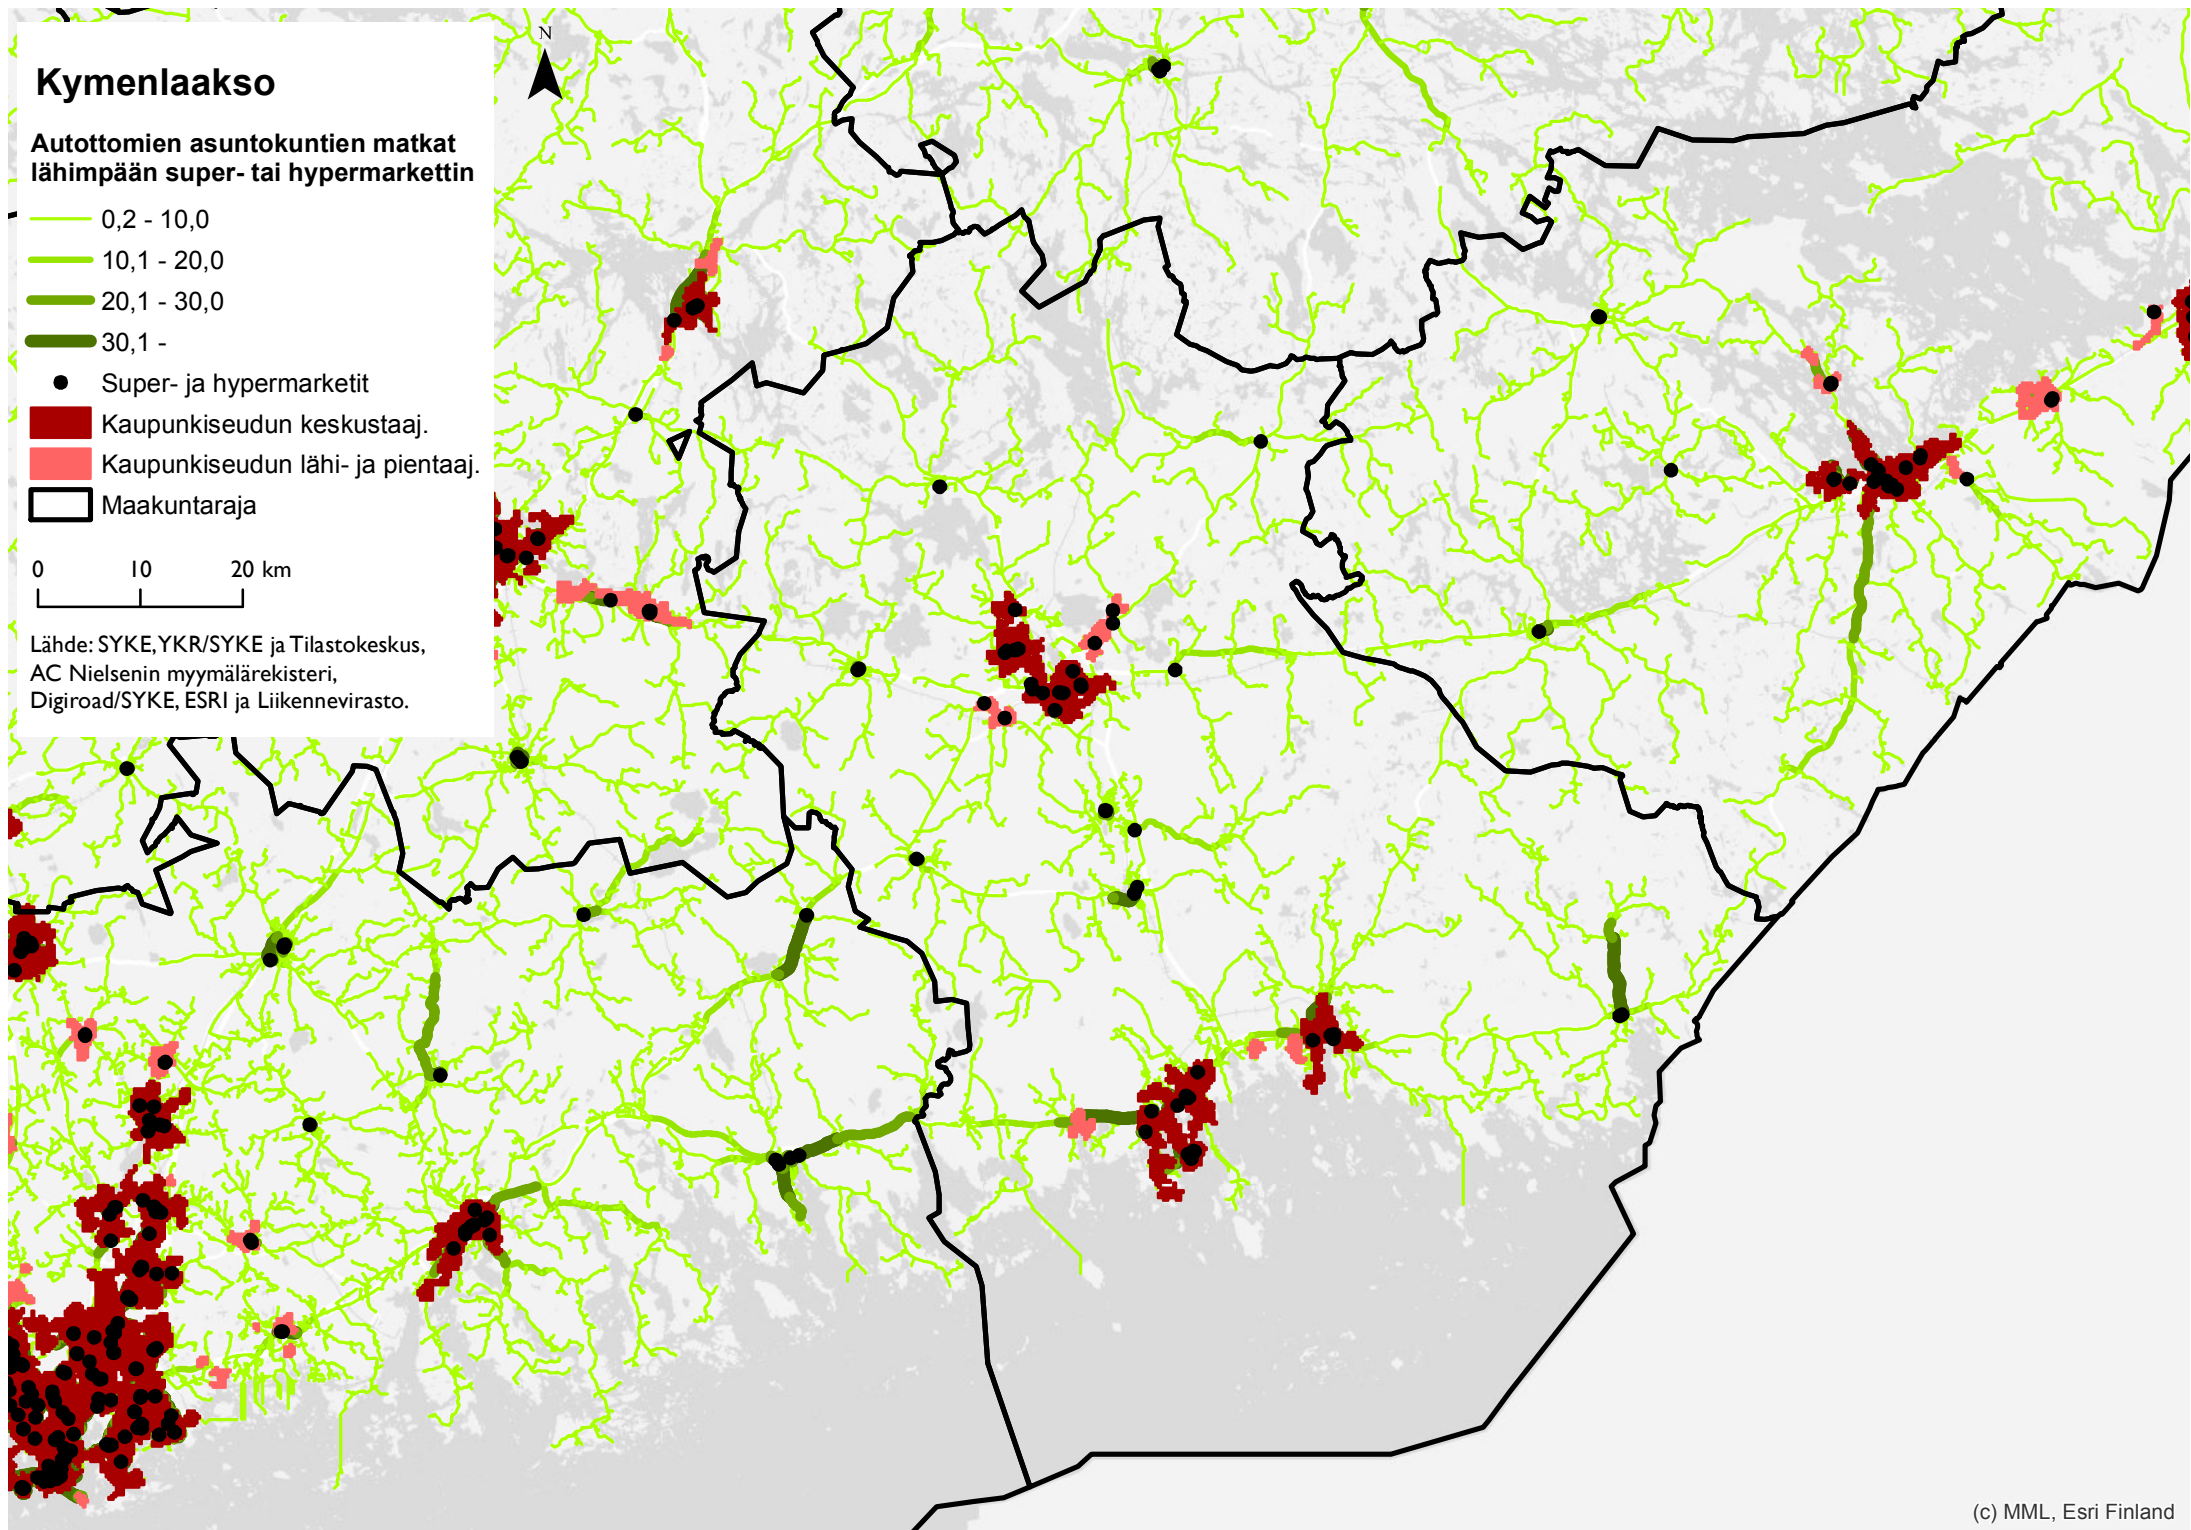 N
Kymenlaakso
Autottomien asuntokuntien matkat
lähimpään super- tai hypermarkettin
0,2 - 10,0
10,1 - 20,0
20,1 - 30,0
30,1 -
Super- ja hypermarketit
Kaupunkiseudun keskustaaj.
Kaupunkiseudun lähi- ja pientaaj.
Maakuntaraja
0 10 20 km
Lähde: SYKE, YKR/SYKE ja Tilastokeskus,
AC Nielsenin myymälärekisteri,
Digiroad/SYKE, ESRI ja Liikennevirasto.
(c) MML, Esri Finland